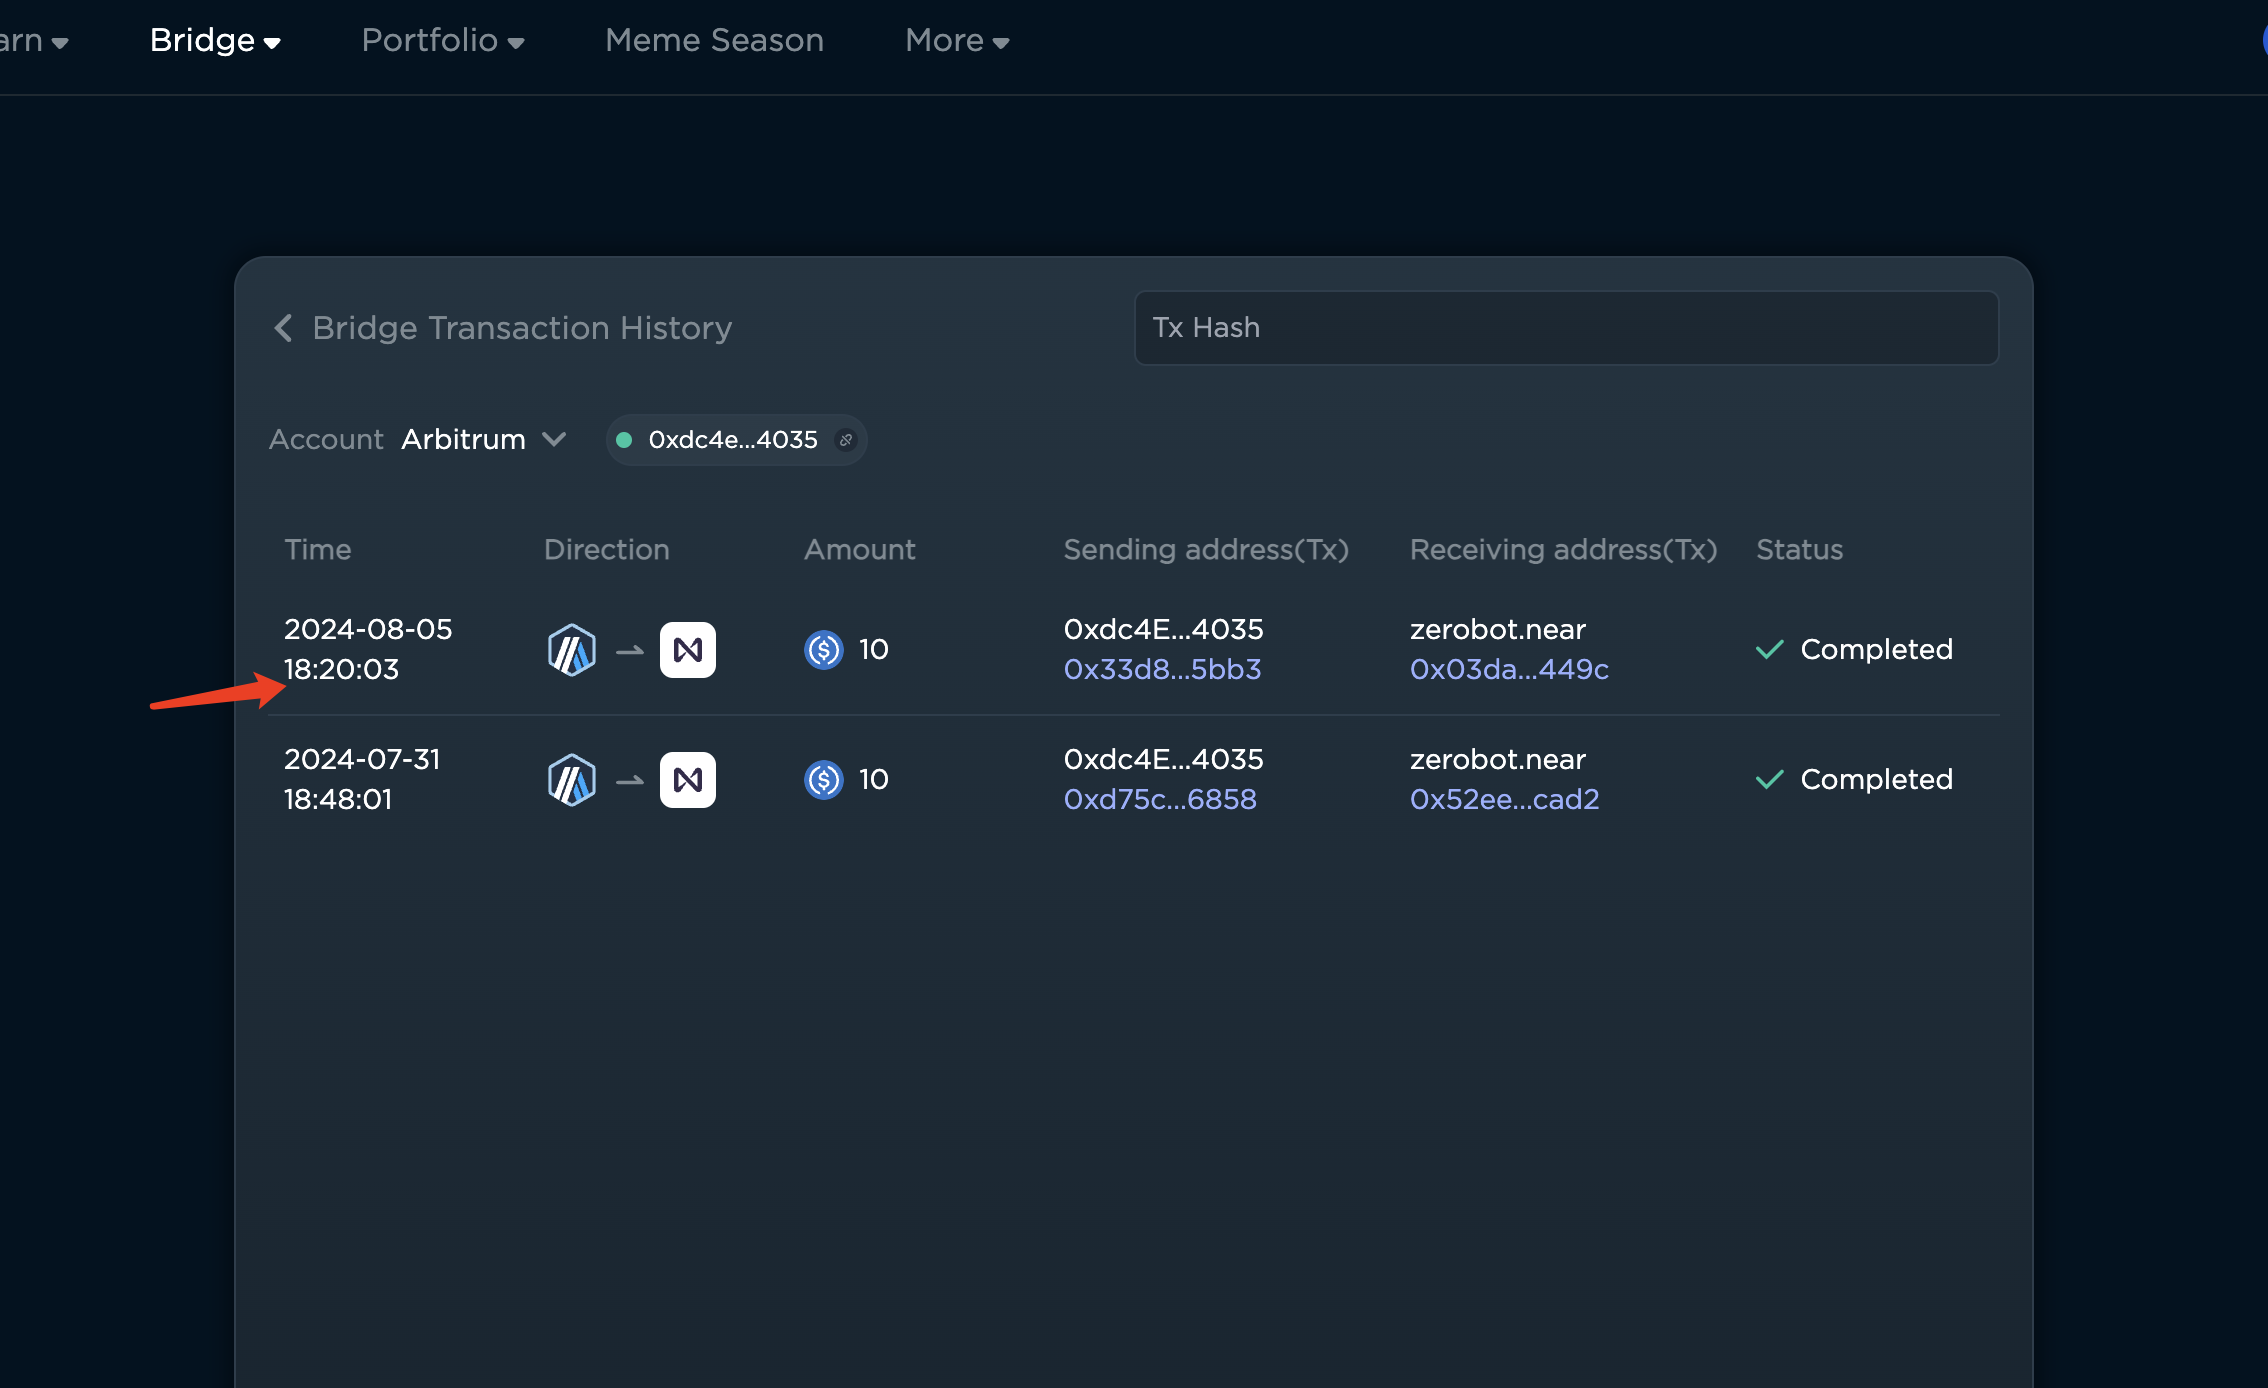 Bridge
Portfolio
Meme Season
More
Bridge Transaction History
Tx Hash
Account Arbitrum 0xdc4e...4035
Time Direction Amount Sending address(Tx) Receiving address(Tx) Status
2024-08-05
18:20:03
10
0xdc4E...4035
0x33d8...5bb3
zerobot.near
0x03da...449c
Completed
2024-07-31
18:48:01
10
0xdc4E...4035
0xd75c...6858
zerobot.near
0x52ee...cad2
Completed